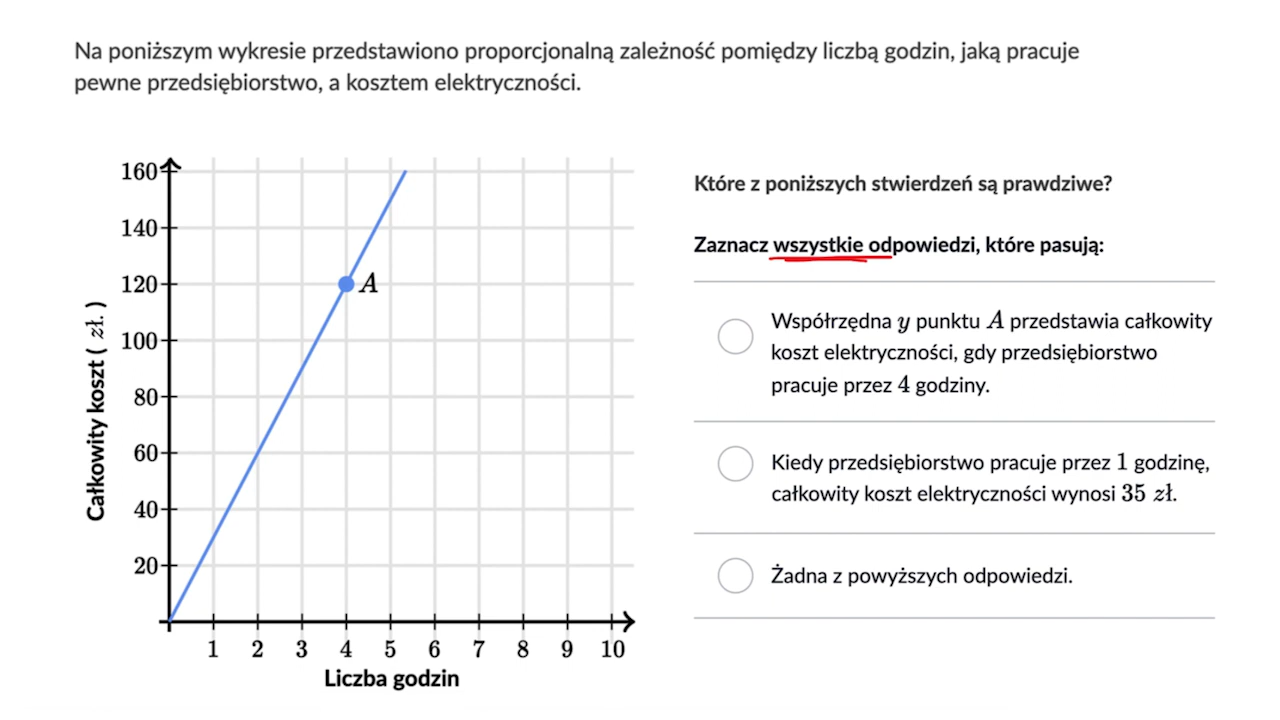 Na poniższym wykresie przedstawiono proporcjonalną zależność pomiędzy liczbą godzin, jaką pracuje
pewne przedsiębiorstwo, a kosztem elektryczności.
Całkowity koszt ( zł. )
160
140
120
100
80
60
40
20
A
1 2 3 4 5 6 7 8 9 10
Liczba godzin
Które z poniższych stwierdzeń są prawdziwe?
Zaznacz wszystkie odpowiedzi, które pasują:
Współrzędna y punktu A przedstawia całkowity
koszt elektryczności, gdy przedsiębiorstwo
pracuje przez 4 godziny.
Kiedy przedsiębiorstwo pracuje przez 1 godzinę,
całkowity koszt elektryczności wynosi 35 zł.
Żadna z powyższych odpowiedzi.